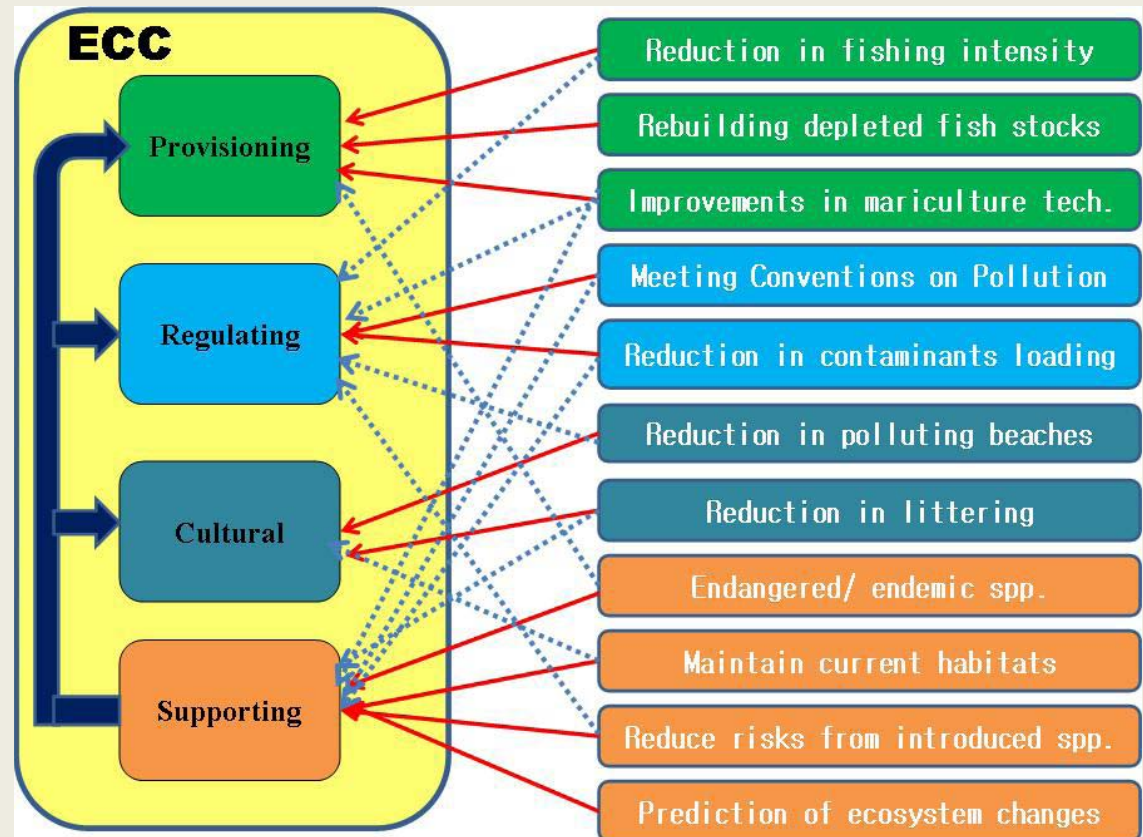 ECC
Provisioning
Regulating
Cultural
Supporting
Reduction in fishing intensity
Rebuilding depleted fish stocks
Improvements in mariculture tech.
Meeting Conventions on Pollution
Reduction in contaminants loading
Reduction in polluting beaches
Reduction in littering
Endangered/ endemic spp.
Maintain current habitats
Reduce risks from introduced spp.
Prediction of ecosystem changes